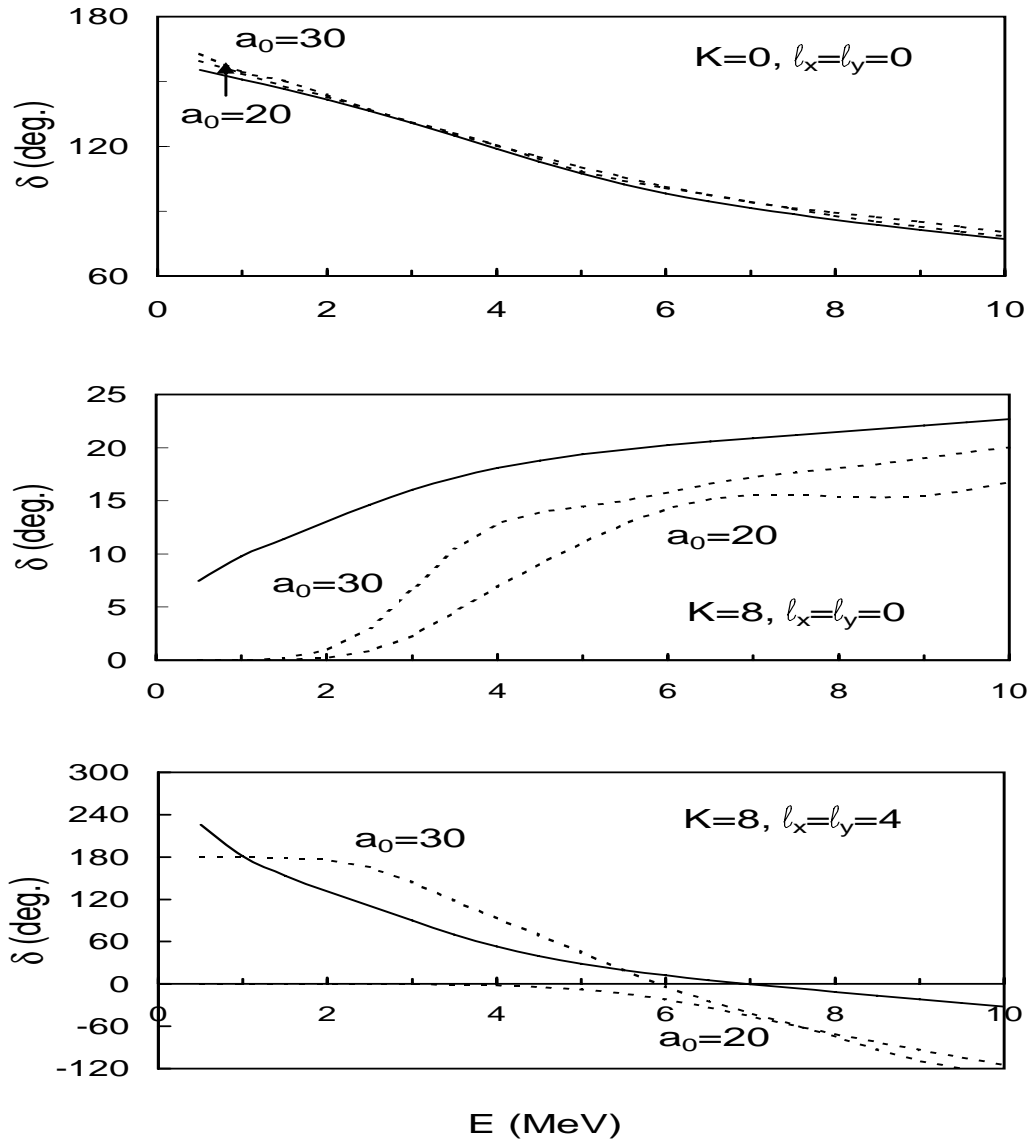 180
120
60
δ (deg.)
a₀=30
a₀=20
K=0, ℓₓ=ℓᵧ=0
0 2 4 6 8 10
25
20
15
10
5
0
δ (deg.)
a₀=30
a₀=20
K=8, ℓₓ=ℓᵧ=0
0 2 4 6 8 10
300
240
180
120
60
0
-60
-120
δ (deg.)
K=8, ℓₓ=ℓᵧ=4
a₀=30
a₀=20
0 2 4 6 8 10
E (MeV)